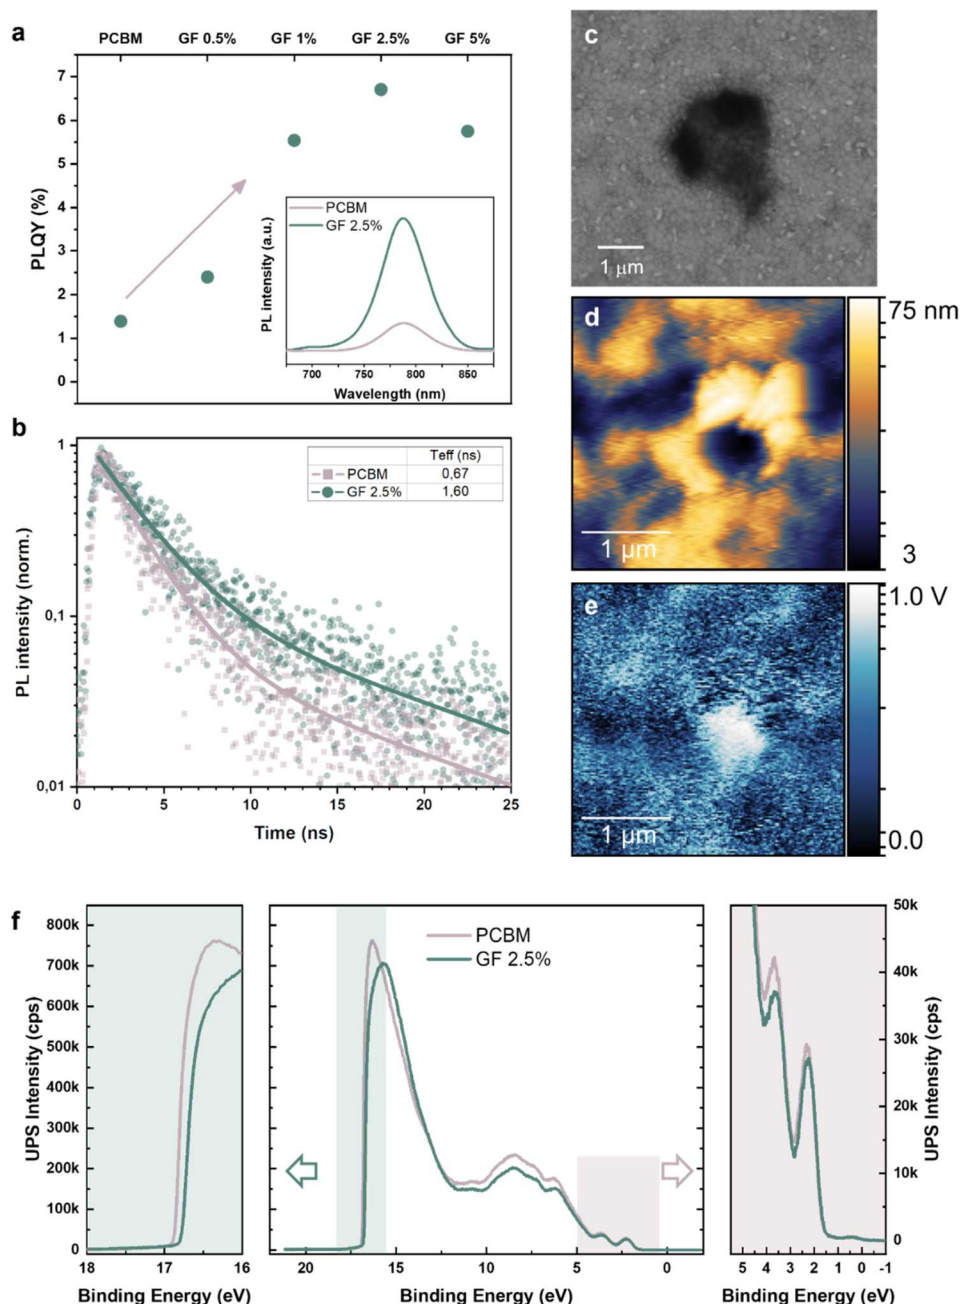 a
PCBM GF 0.5% GF 1% GF 2.5% GF 5%
7
6
5
4
3
2
1
0
PLQY (%)
PCBM
GF 2.5%
PL intensity (a.u.)
700 750 800 850
Wavelength (nm)
b
1
0,1
0,01
PL intensity (norm.)
Teff (ns)
PCBM 0,67
GF 2.5% 1,60
0 5 10 15 20 25
Time (ns)
c
1 µm
d
75 nm
3
1 µm
e
1.0 V
0.0
1 µm
f
800k
700k
600k
500k
400k
300k
200k
100k
0
UPS Intensity (cps)
18 17 16
Binding Energy (eV)
PCBM
GF 2.5%
20 15 10 5 0
Binding Energy (eV)
50k
40k
30k
20k
10k
0
UPS Intensity (cps)
5 4 3 2 1 0 -1
Binding Energy (eV)